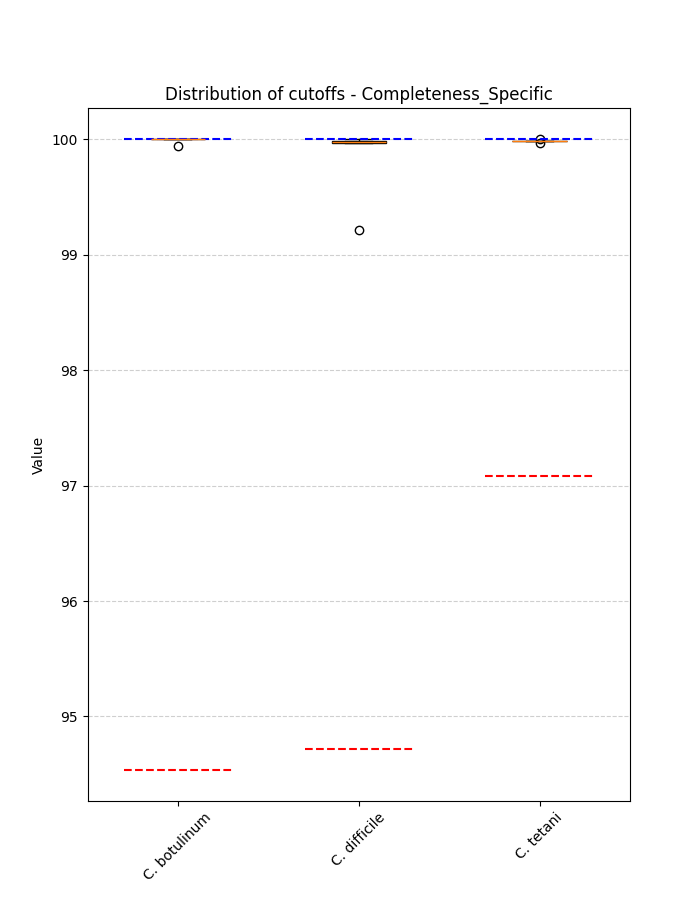 Distribution of cutoffs - Completeness_Specific
100
99
98
97
96
95
Value
C. botulinum
C. difficile
C. tetani